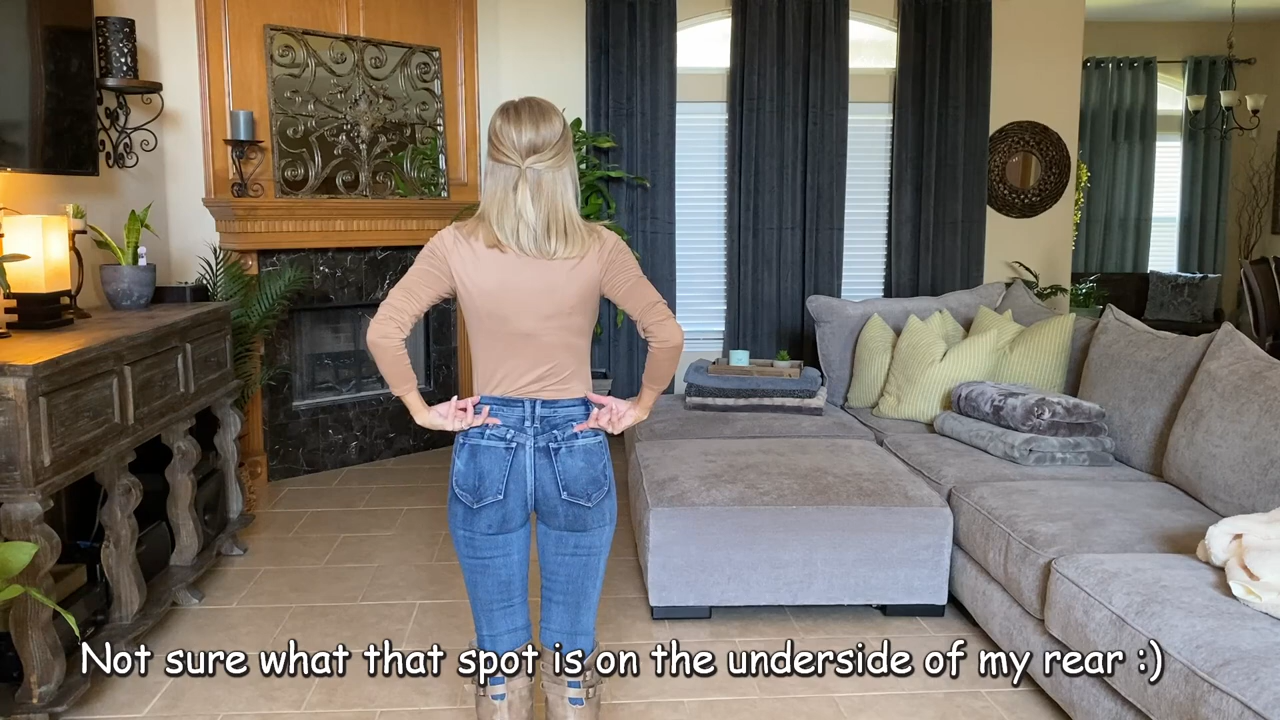 Not sure what that spot is on the underside of my rear :)